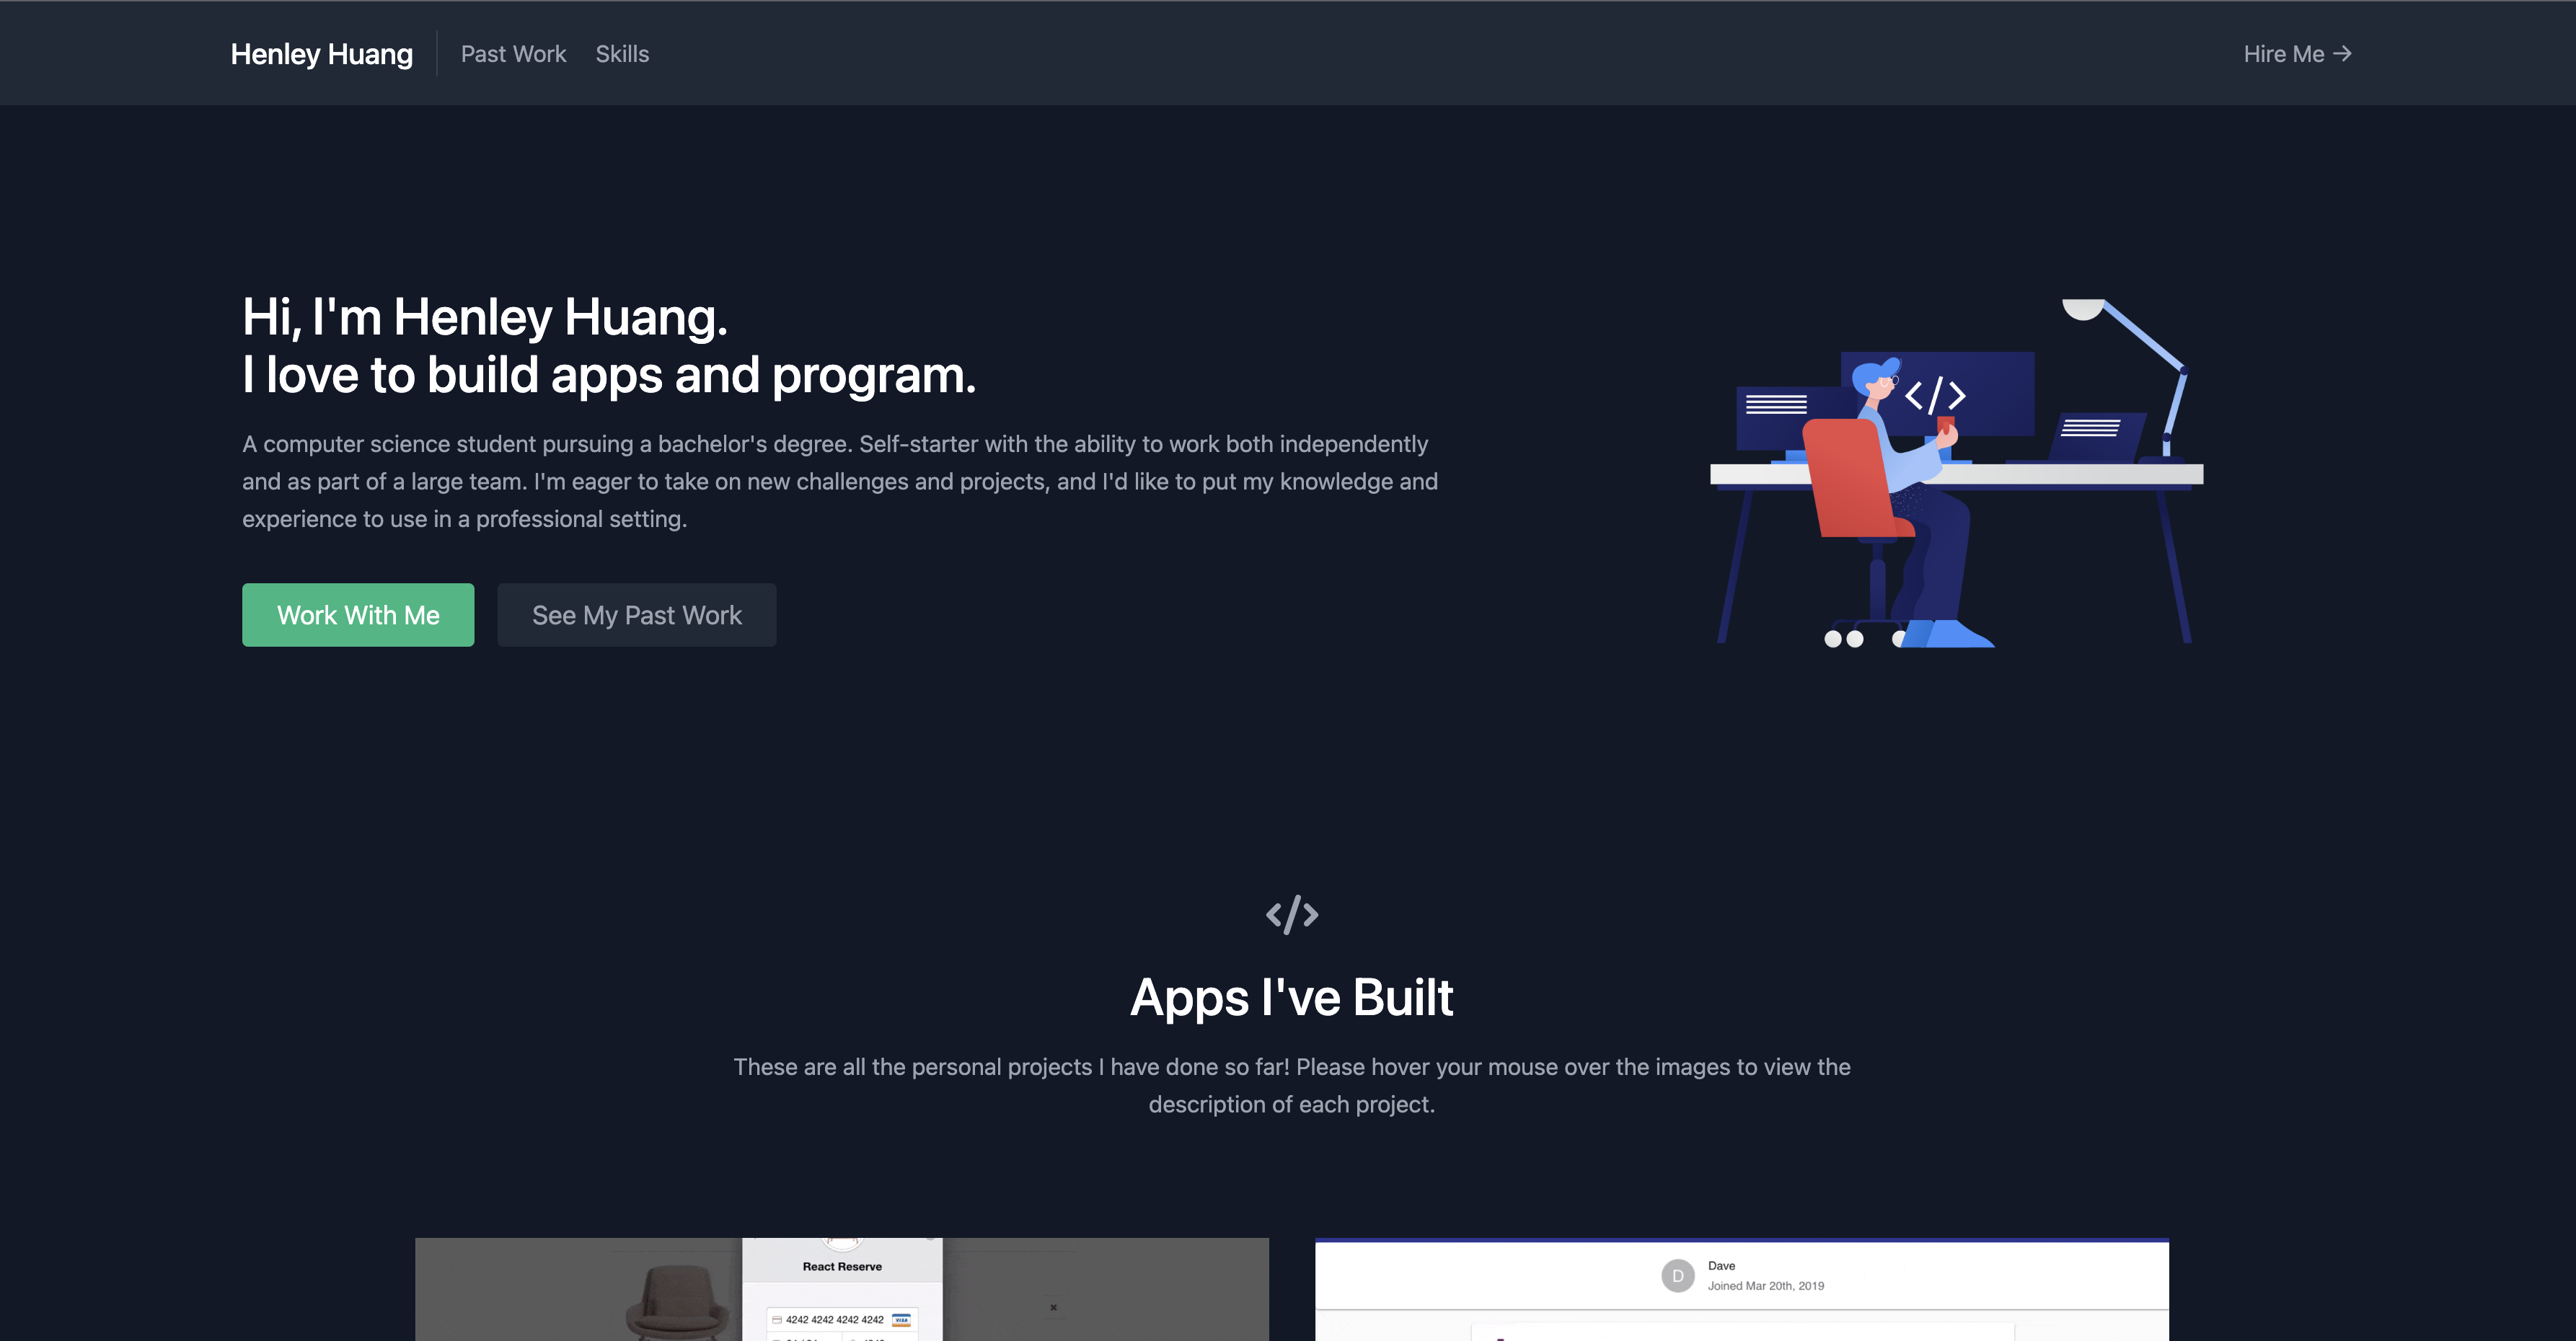 Henley Huang
Past Work
Skills
Hire Me →
Hi, I'm Henley Huang.
I love to build apps and program.
A computer science student pursuing a bachelor's degree. Self-starter with the ability to work both independently
and as part of a large team. I'm eager to take on new challenges and projects, and I'd like to put my knowledge and
experience to use in a professional setting.
Work With Me
See My Past Work
</>
</>
Apps I've Built
These are all the personal projects I have done so far! Please hover your mouse over the images to view the
description of each project.
React Reserve
4242 4242 4242 4242 VISA
D
Dave
Joined Mar 20th, 2019